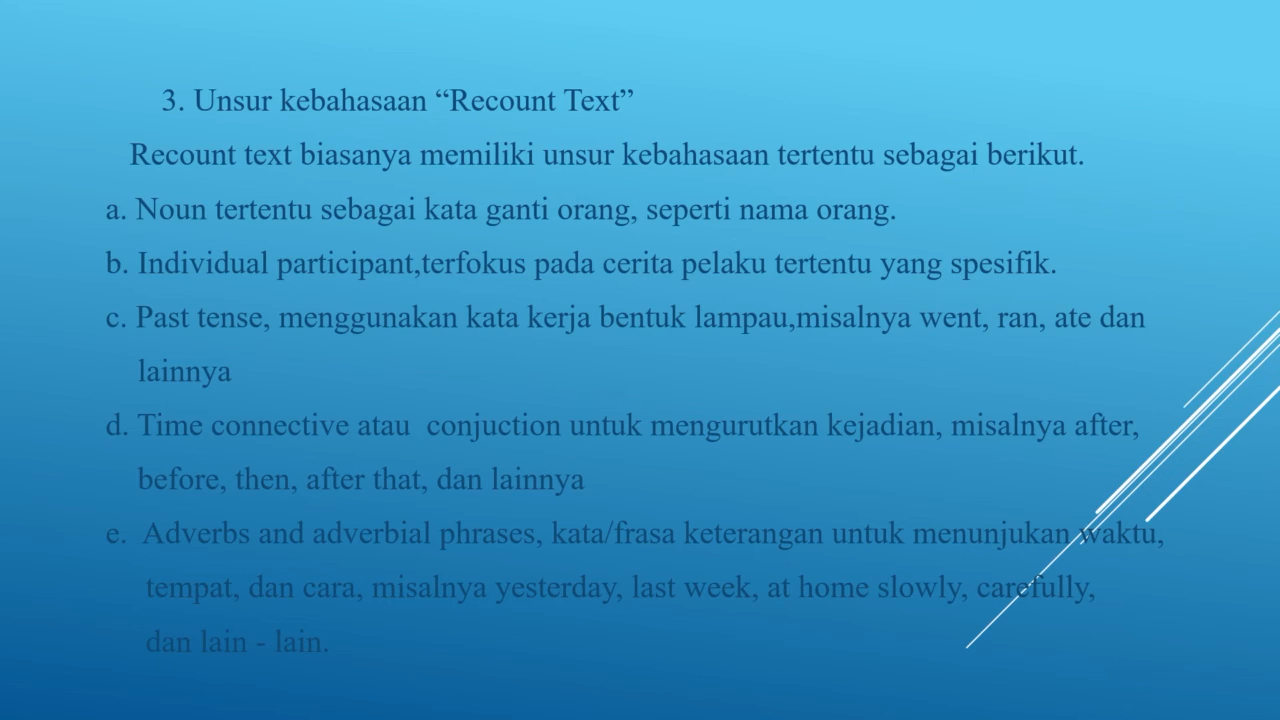 3. Unsur kebahasaan “Recount Text”
Recount text biasanya memiliki unsur kebahasaan tertentu sebagai berikut.
a. Noun tertentu sebagai kata ganti orang, seperti nama orang.
b. Individual participant,terfokus pada cerita pelaku tertentu yang spesifik.
c. Past tense, menggunakan kata kerja bentuk lampau,misalnya went, ran, ate dan
lainnya
d. Time connective atau  conjuction untuk mengurutkan kejadian, misalnya after,
before, then, after that, dan lainnya
e.  Adverbs and adverbial phrases, kata/frasa keterangan untuk menunjukan waktu,
tempat, dan cara, misalnya yesterday, last week, at home slowly, carefully,
dan lain - lain.